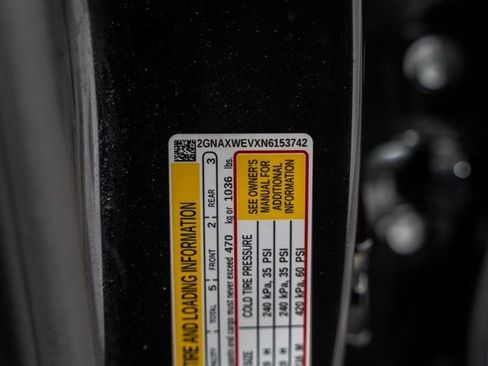 2GNAXWEVXN6153742
TIRE AND LOADING INFORMATION
TOTAL 5 FRONT 2 REAR 3
and cargo must never exceed 470 kg or 1036 lbs.
SIZE COLD TIRE PRESSURE
SEE OWNER'S
MANUAL FOR
ADDITIONAL
INFORMATION
H 240 kPa, 35 PSI
H 240 kPa, 35 PSI
M 420 kPa, 60 PSI